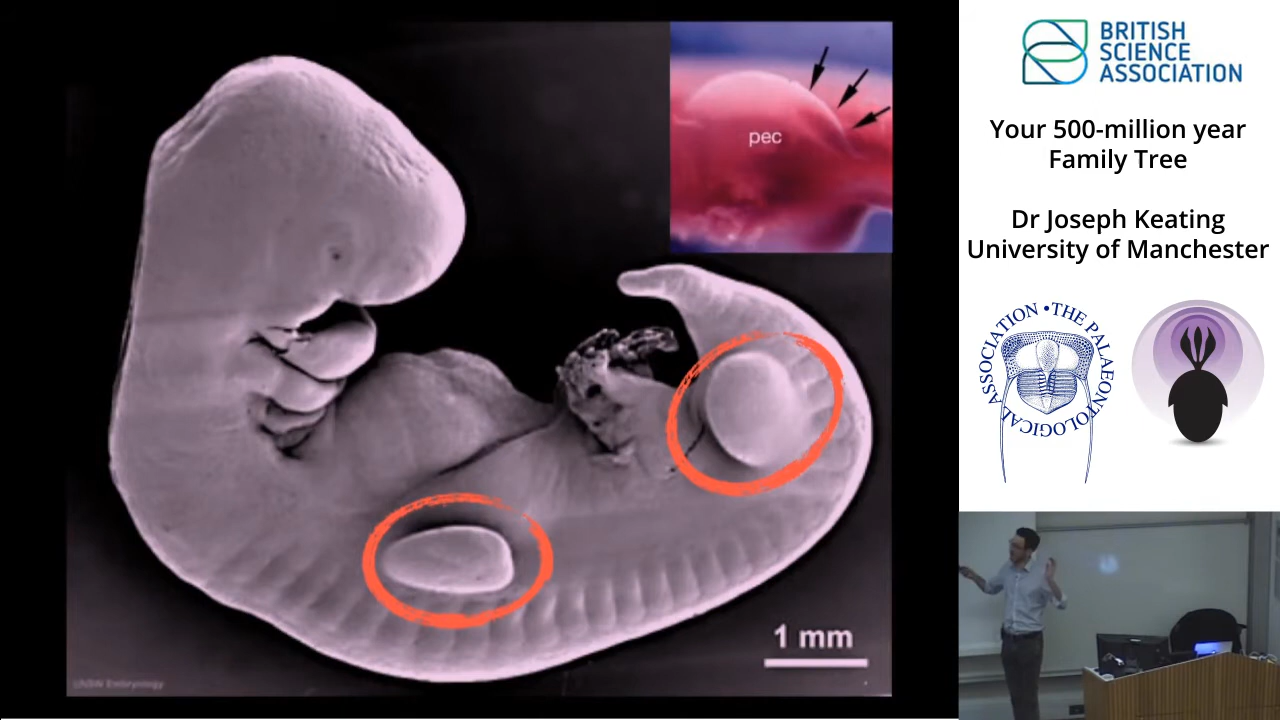 pec
1 mm
UNSW Embryology
BRITISH
SCIENCE
ASSOCIATION
Your 500-million year
Family Tree
Dr Joseph Keating
University of Manchester
THE PALAEONTOLOGICAL ASSOCIATION •